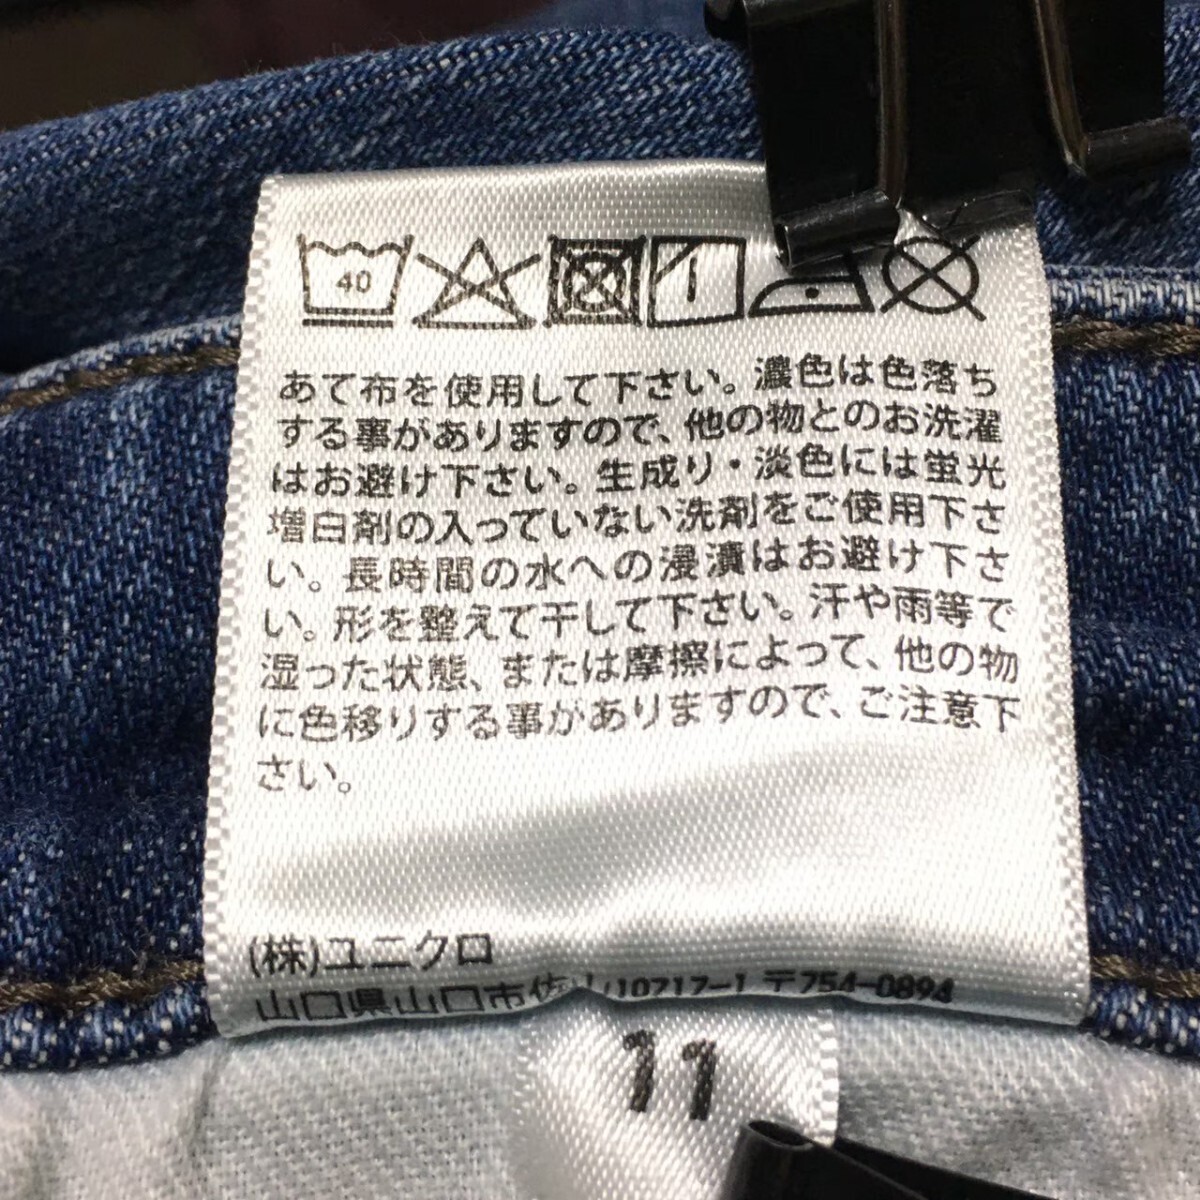 40
あて布を使用して下さい。濃色は色落ち
する事がありますので、他の物とのお洗濯
はお避け下さい。生成り・淡色には蛍光
増白剤の入っていない洗剤をご使用下さ
い。長時間の水への浸漬はお避け下さ
い。形を整えて干して下さい。汗や雨等で
湿った状態、または摩擦によって、他の物
に色移りする事がありますので、ご注意下
さい。
(株)ユニクロ
山口県山口市佐山10717-1 〒754-0894
11